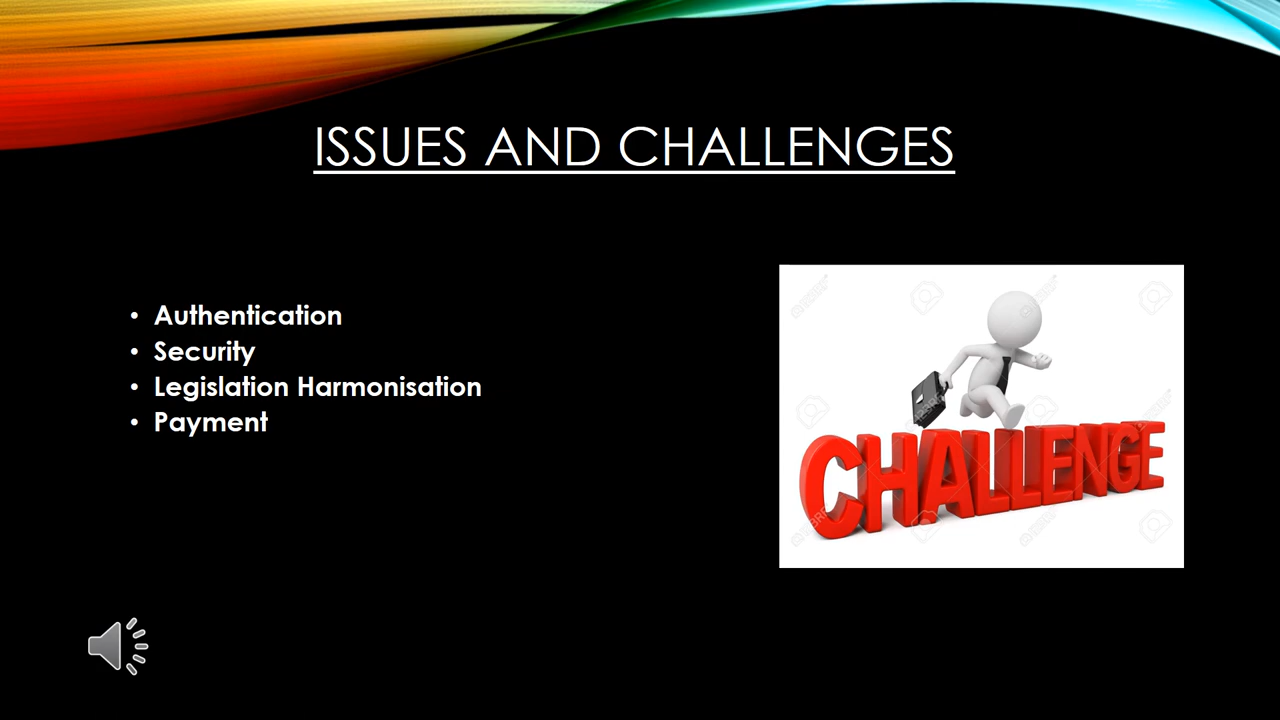 ISSUES AND CHALLENGES
• Authentication
• Security
• Legislation Harmonisation
• Payment
CHALLENGE